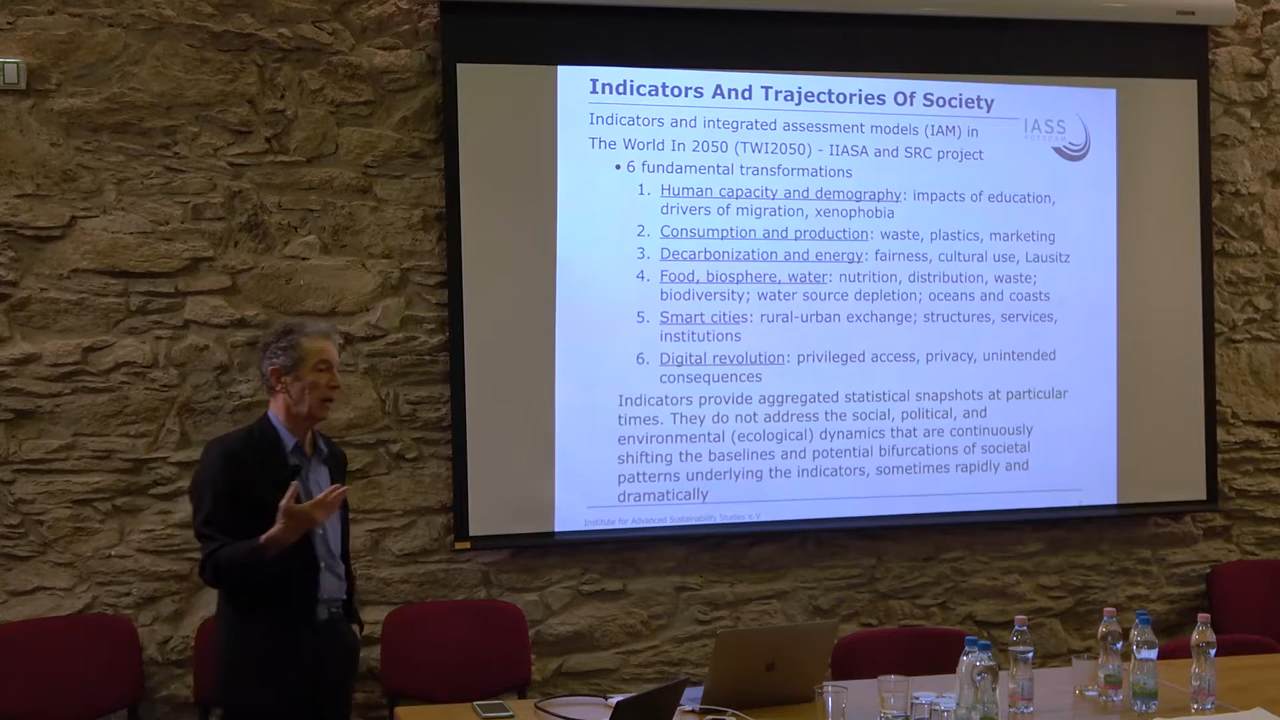 Indicators And Trajectories Of Society
IASS
POTSDAM
Indicators and integrated assessment models (IAM) in
The World In 2050 (TWI2050) - IIASA and SRC project
• 6 fundamental transformations
1. Human capacity and demography: impacts of education,
drivers of migration, xenophobia
2. Consumption and production: waste, plastics, marketing
3. Decarbonization and energy: fairness, cultural use, Lausitz
4. Food, biosphere, water: nutrition, distribution, waste;
biodiversity; water source depletion; oceans and coasts
5. Smart cities: rural-urban exchange; structures, services,
institutions
6. Digital revolution: privileged access, privacy, unintended
consequences
Indicators provide aggregated statistical snapshots at particular
times. They do not address the social, political, and
environmental (ecological) dynamics that are continuously
shifting the baselines and potential bifurcations of societal
patterns underlying the indicators, sometimes rapidly and
dramatically
Institute for Advanced Sustainability Studies e.V.